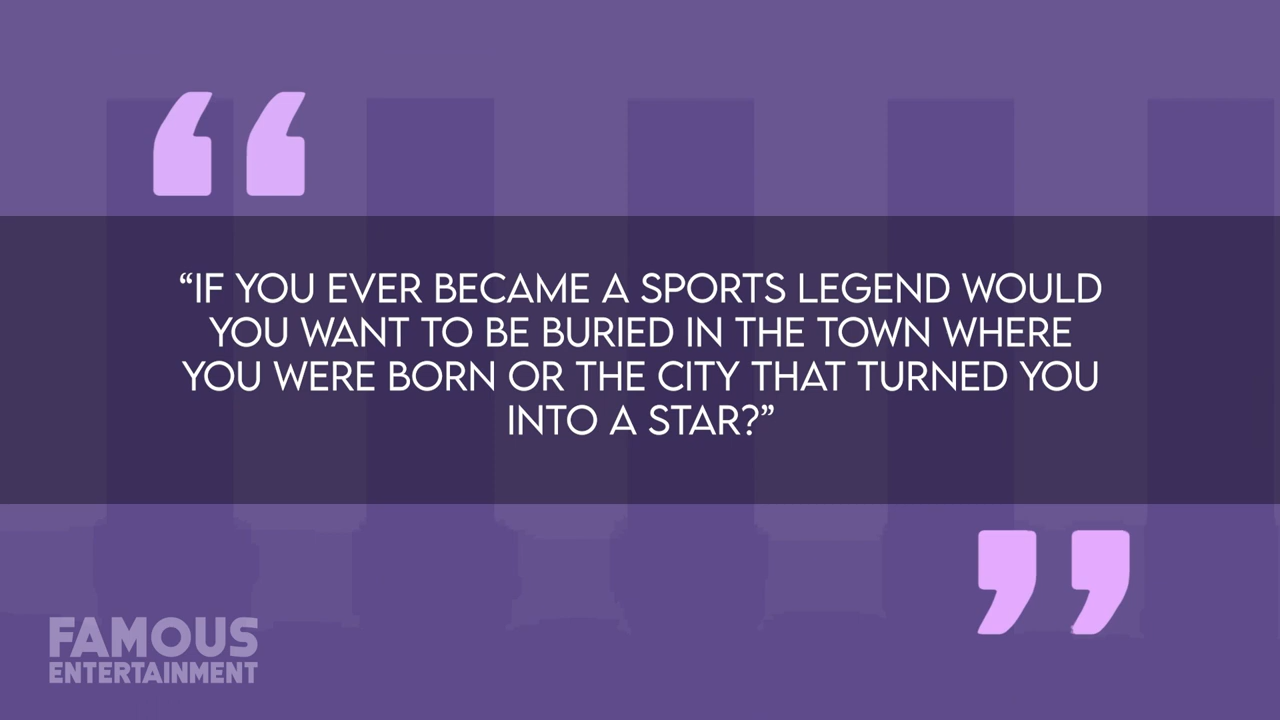 “IF YOU EVER BECAME A SPORTS LEGEND WOULD
YOU WANT TO BE BURIED IN THE TOWN WHERE
YOU WERE BORN OR THE CITY THAT TURNED YOU
INTO A STAR?”
FAMOUS
ENTERTAINMENT